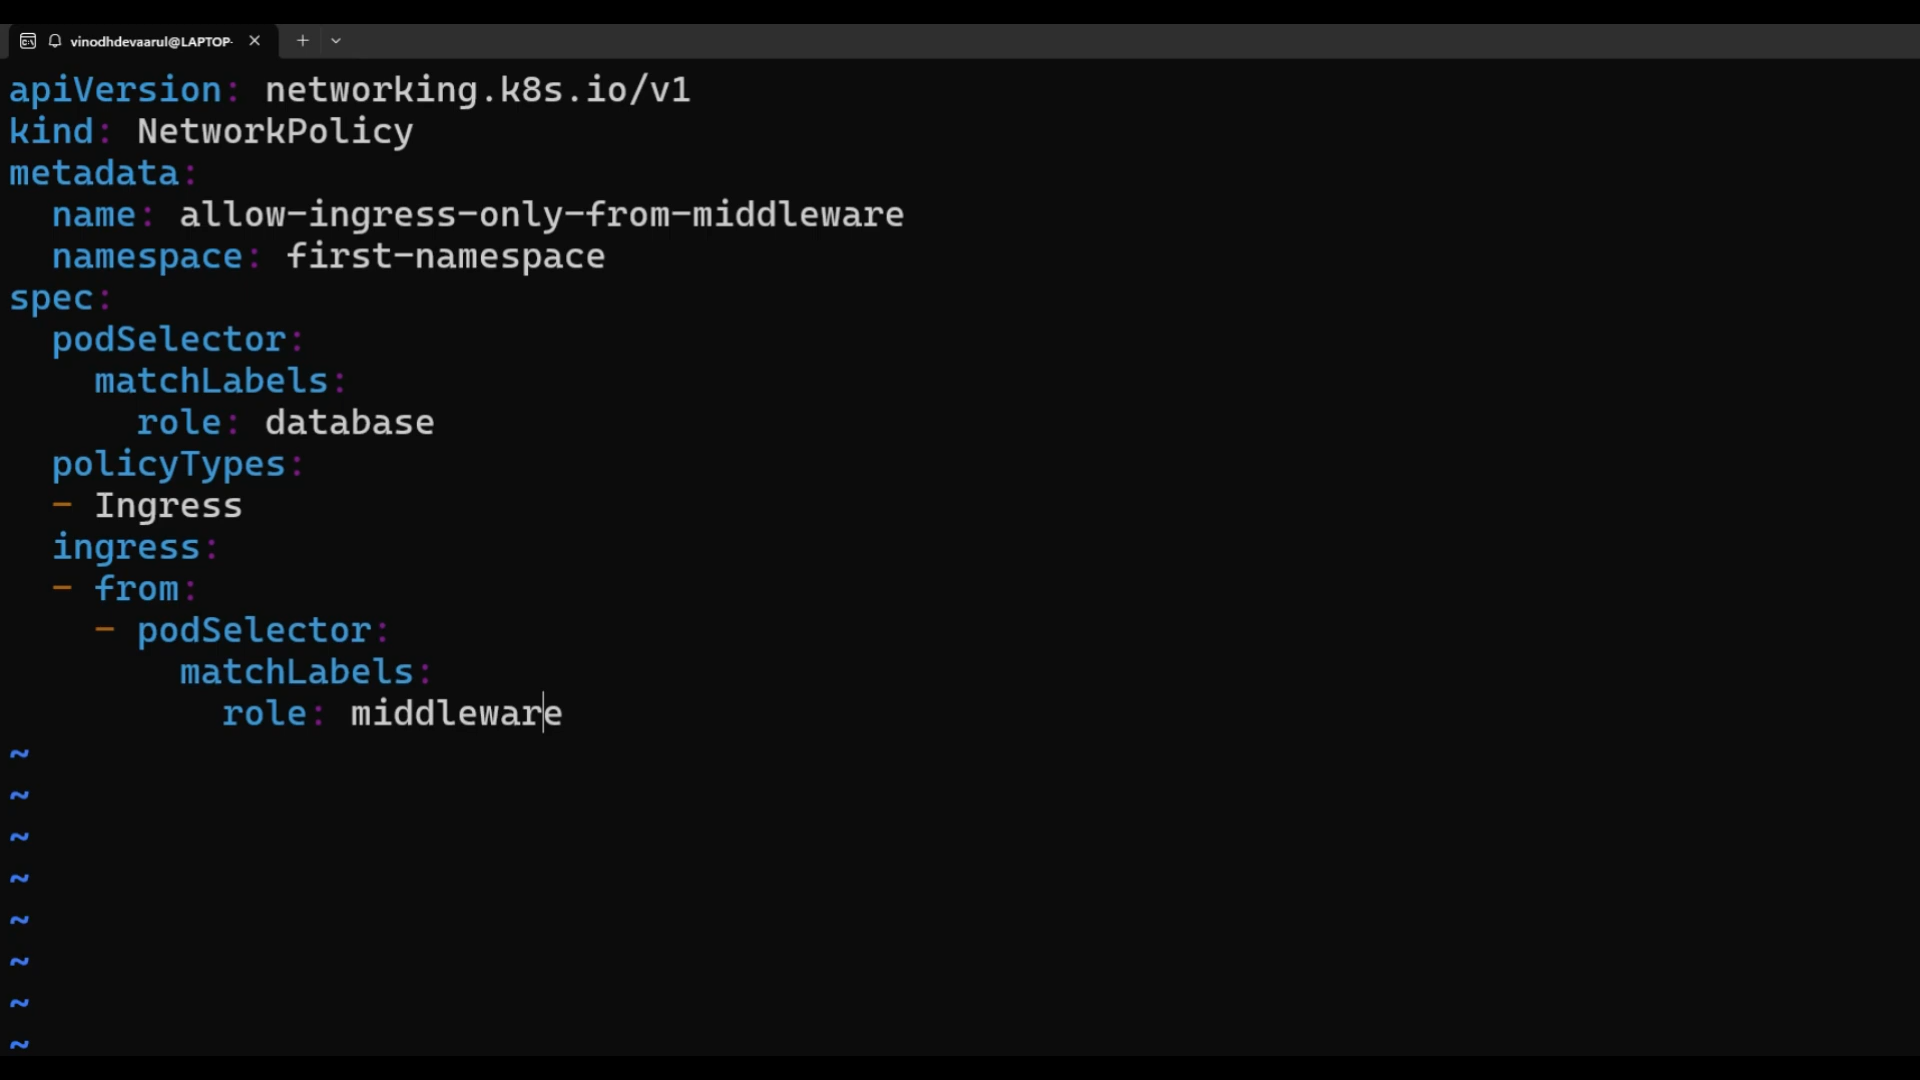 vinodhdevaarul@LAPTOP-
apiVersion: networking.k8s.io/v1
kind: NetworkPolicy
metadata:
  name: allow-ingress-only-from-middleware
  namespace: first-namespace
spec:
  podSelector:
    matchLabels:
      role: database
  policyTypes:
  - Ingress
  ingress:
  - from:
    - podSelector:
        matchLabels:
          role: middleware
~
~
~
~
~
~
~
~